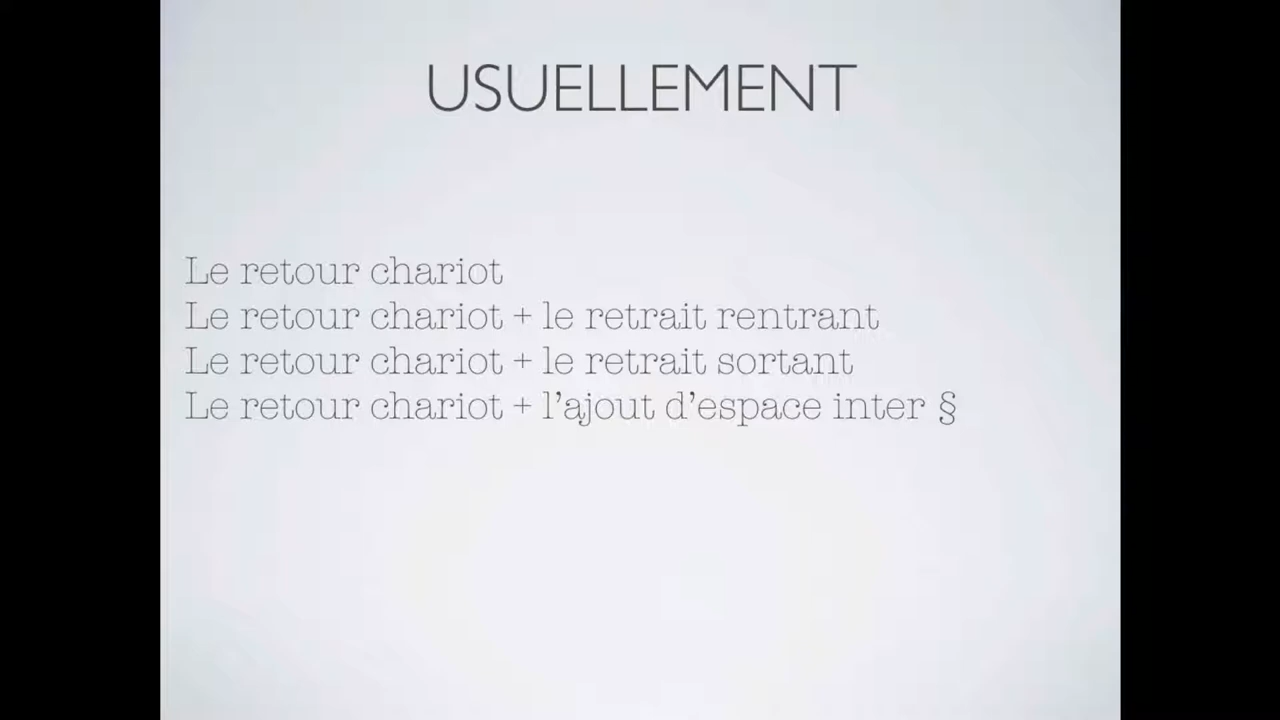 USUELLEMENT
Le retour chariot
Le retour chariot + le retrait rentrant
Le retour chariot + le retrait sortant
Le retour chariot + l’ajout d’espace inter §